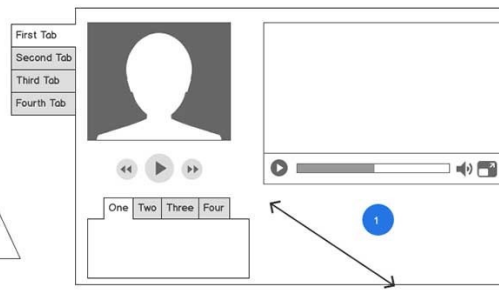 First Tab
Second Tab
Third Tab
Fourth Tab
One Two Three Four
1